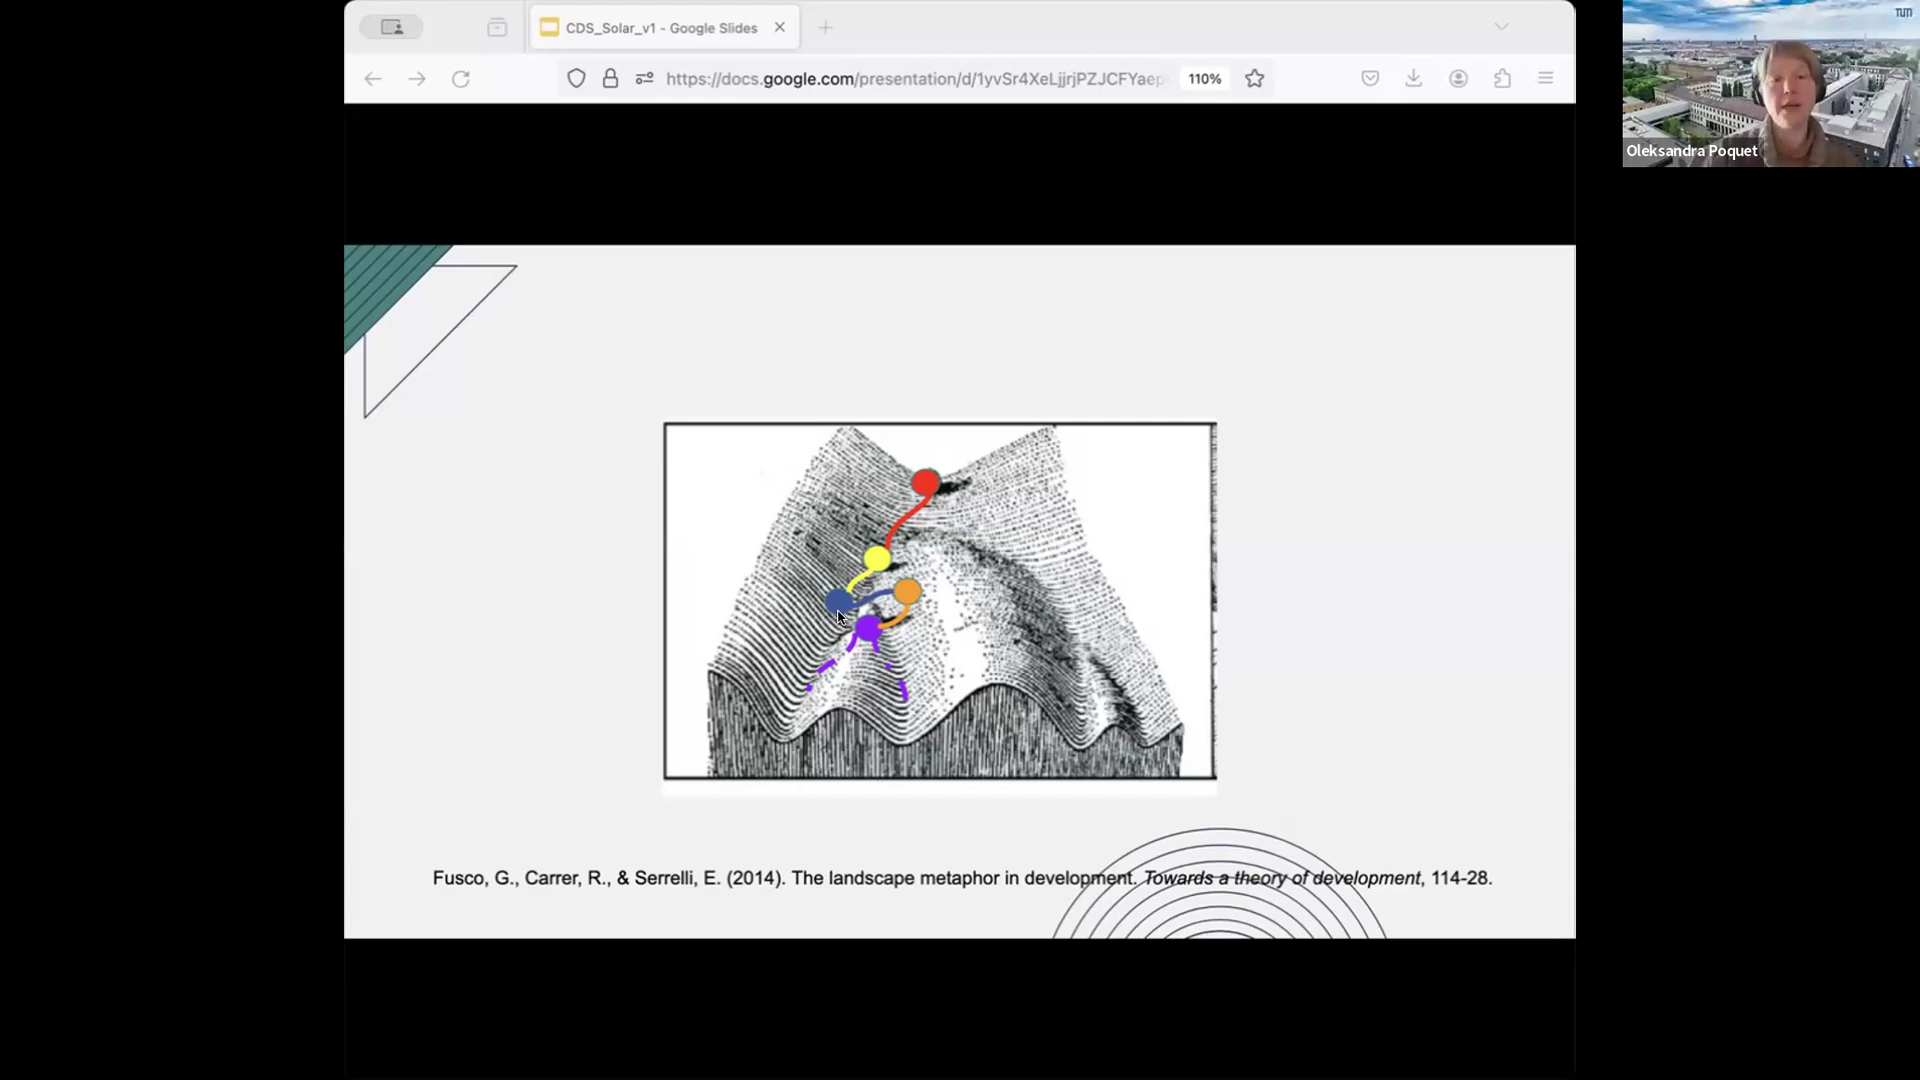 CDS_Solar_v1 - Google Slides
https://docs.google.com/presentation/d/1yvSr4XeLjjrjPZJCFYaep
110%
TUM
Oleksandra Poquet
Fusco, G., Carrer, R., & Serrelli, E. (2014). The landscape metaphor in development. Towards a theory of development, 114-28.